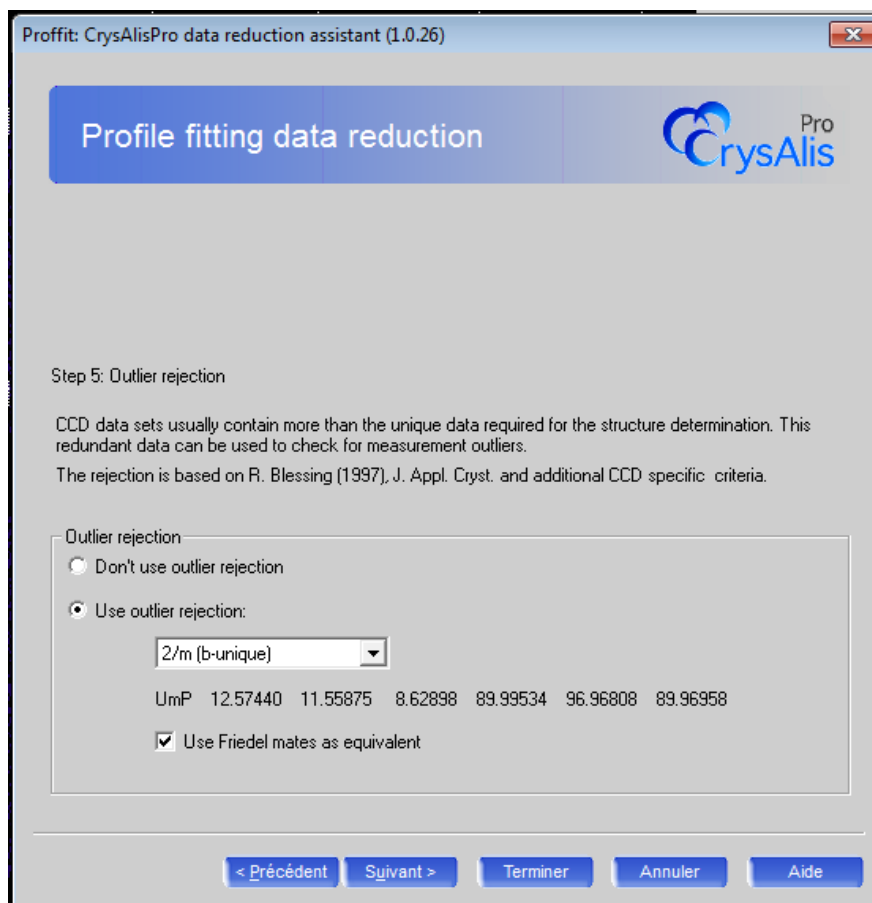 Proffit: CrysAlisPro data reduction assistant (1.0.26)
Profile fitting data reduction
Pro
CrysAlis
Step 5: Outlier rejection
CCD data sets usually contain more than the unique data required for the structure determination. This
redundant data can be used to check for measurement outliers.
The rejection is based on R. Blessing (1997), J. Appl. Cryst. and additional CCD specific criteria.
Outlier rejection
Don't use outlier rejection
Use outlier rejection:
2/m (b-unique)
UmP 12.57440 11.55875 8.62898 89.99534 96.96808 89.96958
Use Friedel mates as equivalent
< Précédent Suivant > Terminer Annuler Aide